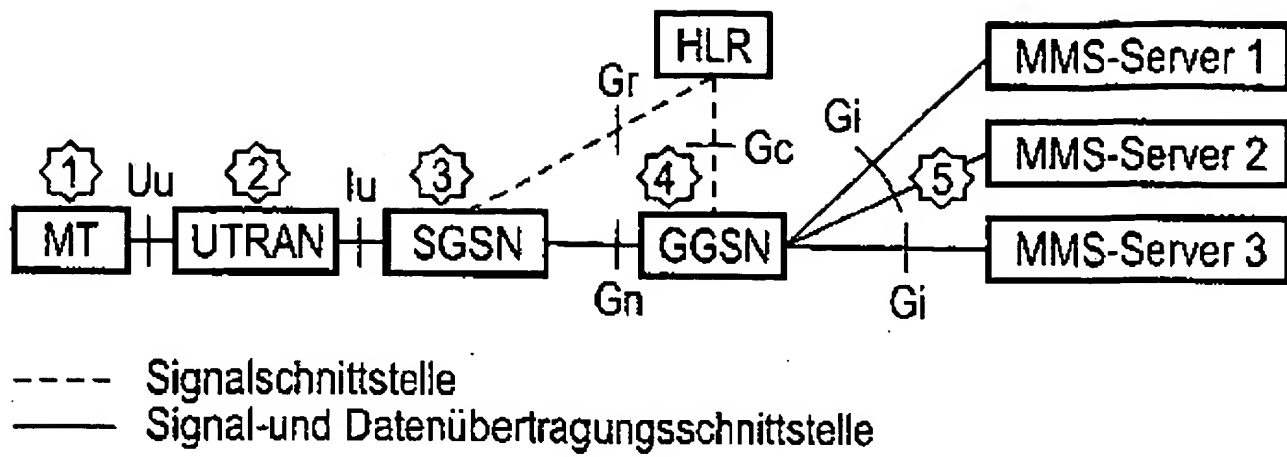 HLR
MMS-Server 1
Gr
Gi
Gc
MMS-Server 2
1
Uu
2
Iu
3
4
5
MT
UTRAN
SGSN
GGSN
MMS-Server 3
Gn
Gi
Signalschnittstelle
Signal-und Datenübertragungsschnittstelle